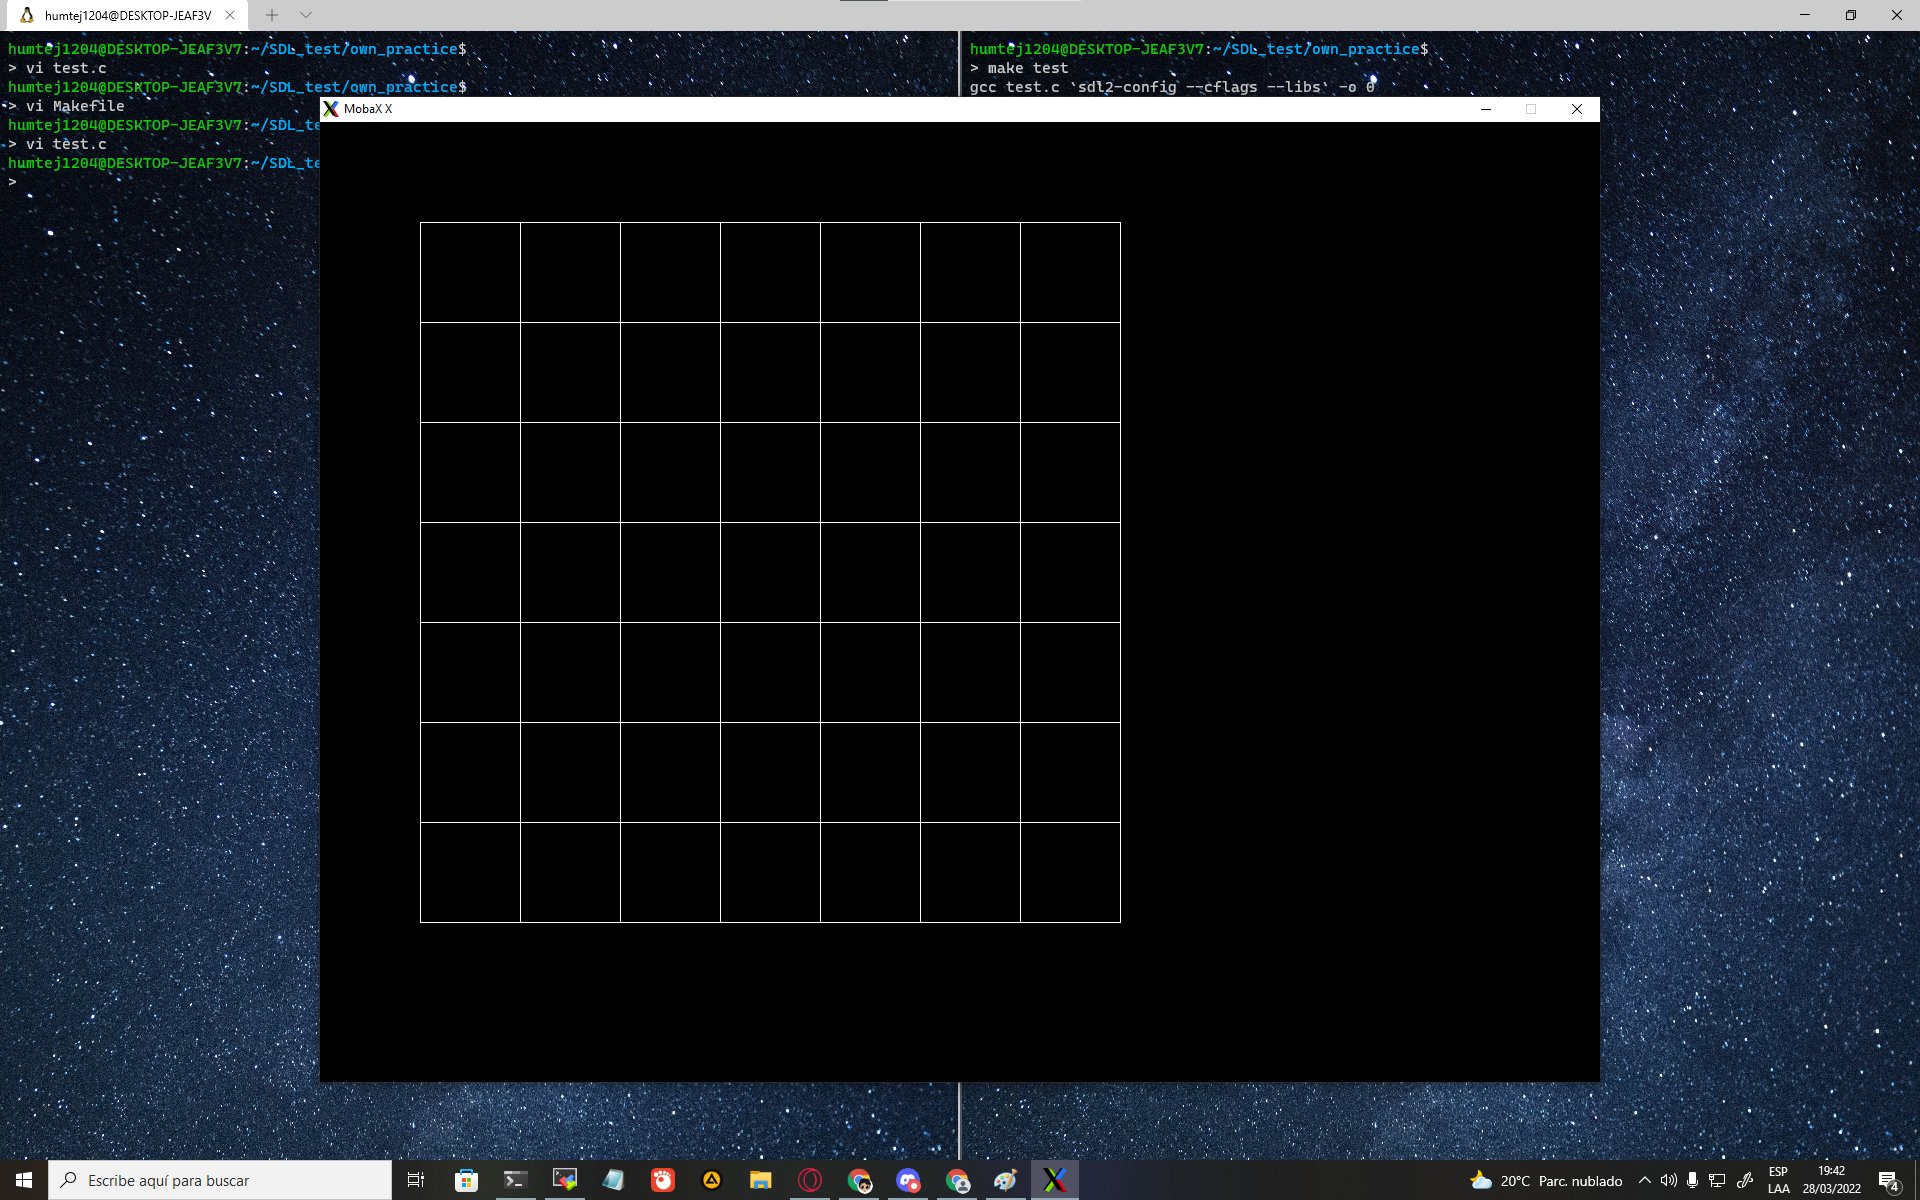 humtej1204@DESKTOP-JEAF3V
humtej1204@DESKTOP-JEAF3V7:~/SDL_test/own_practice$
> vi test.c
humtej1204@DESKTOP-JEAF3V7:~/SDL_test/own_practice$
> vi Makefile
humtej1204@DESKTOP-JEAF3V7:~/SDL_te
> vi test.c
humtej1204@DESKTOP-JEAF3V7:~/SDL_te
>
humtej1204@DESKTOP-JEAF3V7:~/SDL_test/own_practice$
> make test
gcc test.c `sdl2-config --cflags --libs` -o 0
MobaX X
Escribe aquí para buscar
20°C Parc. nublado
ESP
LAA
19:42
28/03/2022
4